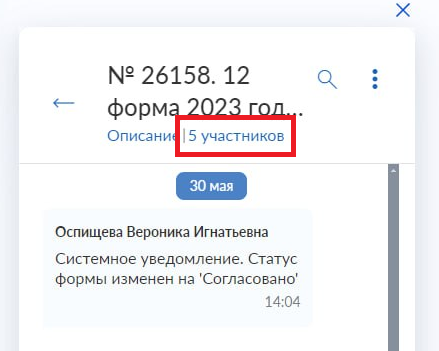 № 26158. 12
форма 2023 год...
Описание | 5 участников
30 мая
Оспищева Вероника Игнатьевна
Системное уведомление. Статус
формы изменен на 'Согласовано'
14:04